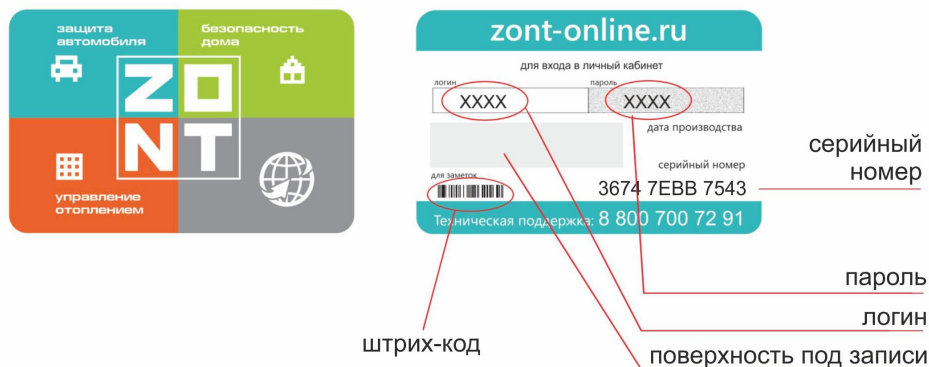 защита
автомобиля
безопасность
дома
ZO
NT
управление
отоплением
zont-online.ru
для входа в личный кабинет
логин
пароль
XXXX
XXXX
дата производства
серийный номер
для заметок
3674 7EBB 7543
Техническая поддержка: 8 800 700 72 91
серийный
номер
пароль
логин
штрих-код
поверхность под записи